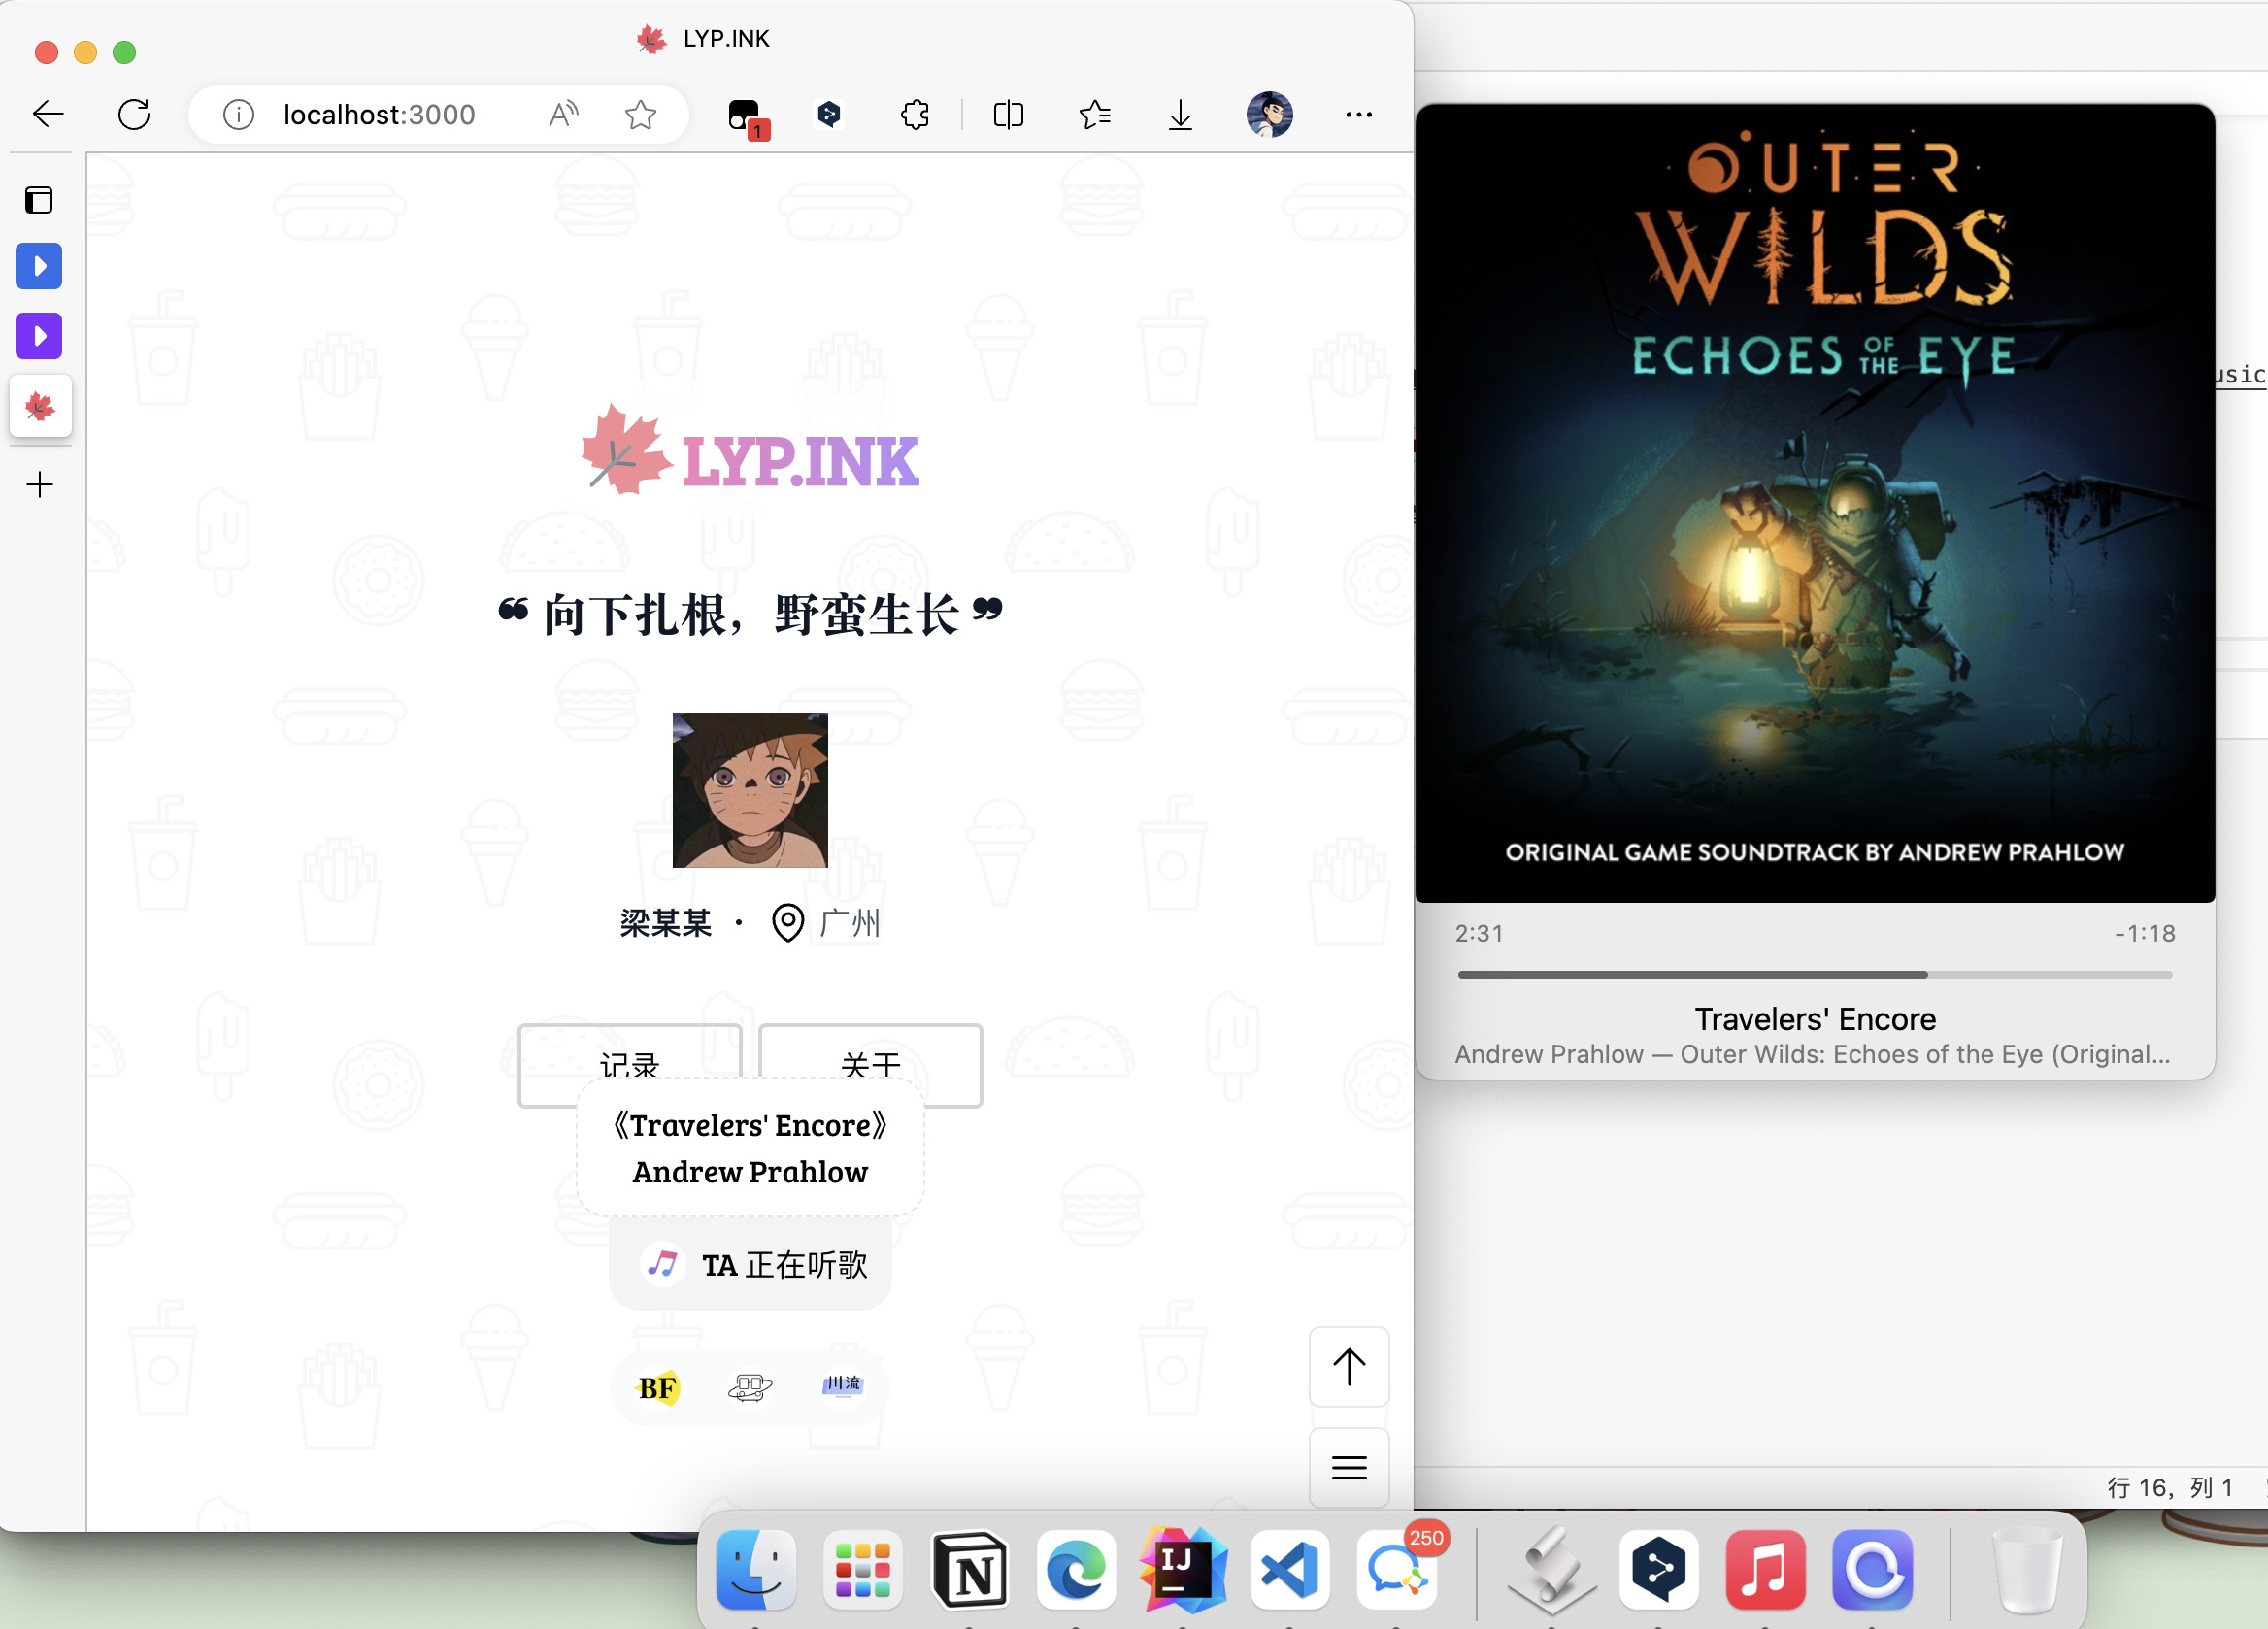 LYP.INK
localhost:3000
1
LYP.INK
❝ 向下扎根，野蛮生长 ❞
梁某某 · 广州
记录
关于
《Travelers' Encore》
Andrew Prahlow
TA 正在听歌
BF
川流
OUTER
WILDS
ECHOES OF THE EYE
ORIGINAL GAME SOUNDTRACK BY ANDREW PRAHLOW
2:31
-1:18
Travelers' Encore
Andrew Prahlow — Outer Wilds: Echoes of the Eye (Original...
usic
行 16，列 1
N
IJ
250